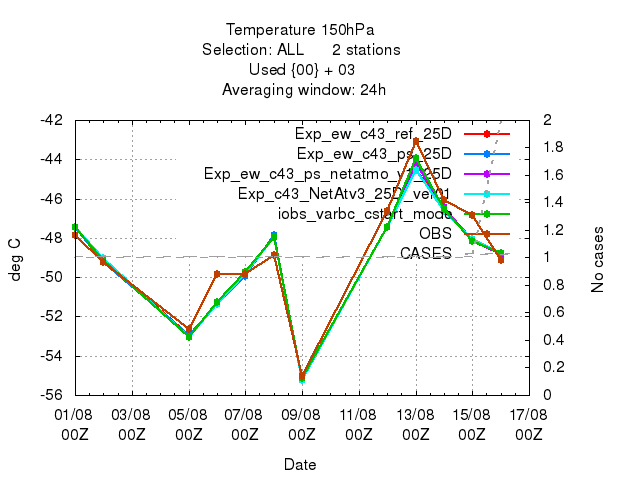 Temperature 150hPa
Selection: ALL 2 stations
Used {00} + 03
Averaging window: 24h
-42 2
Exp_ew_c43_ref_25D 1.8
Exp_ew_c43_ps_25D
-44 1.6
Exp_ew_c43_ps_netatmo_v1_25D
-46 1.4
Exp_c43_NetAtv3_25D_ver01
iobs_varbc_cstart_mode
-48 1.2
OBS
CASES
-50 1
0.8
-52 0.6
0.4
-54 0.2
-56 0
deg C
No cases
01/08 03/08 05/08 07/08 09/08 11/08 13/08 15/08 17/08
00Z 00Z 00Z 00Z 00Z 00Z 00Z 00Z 00Z
Date